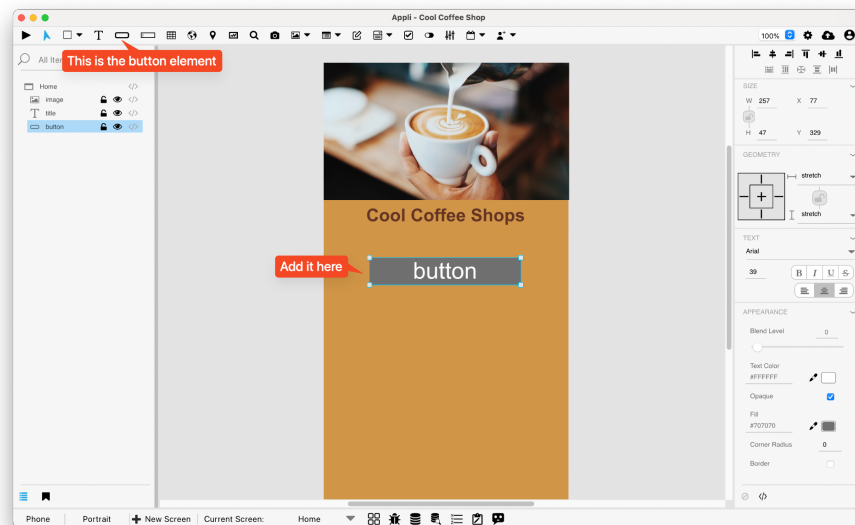 Appli - Cool Coffee Shop
T
100%
This is the button element
Home </>
image </>
T title </>
button </>
SIZE
W 257 X 77
H 47 Y 329
GEOMETRY
stretch
stretch
Cool Coffee Shops
Add it here
button
TEXT
Arial
39 B I U S
APPEARANCE
Blend Level 0
Text Color
#FFFFFF
Opaque
Fill
#707070
Corner Radius 0
Border
</>
Phone Portrait New Screen Current Screen: Home